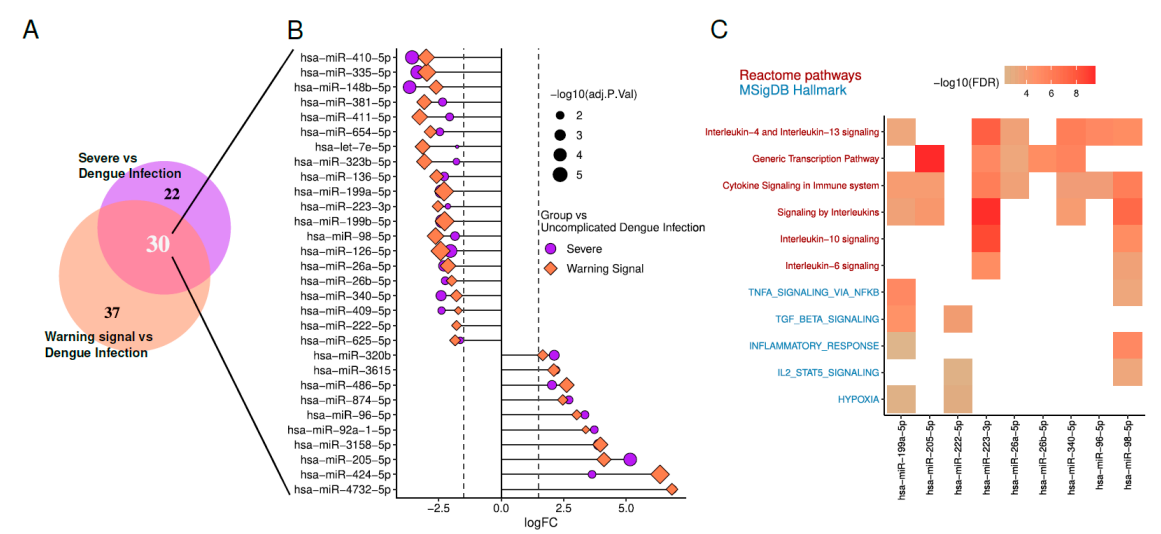 A
Severe vs
Dengue Infection
22
30
37
Warning signal vs
Dengue Infection
B
hsa−miR−410−5p
hsa−miR−335−5p
hsa−miR−148b−5p
hsa−miR−381−5p
hsa−miR−411−5p
hsa−miR−654−5p
hsa−let−7e−5p
hsa−miR−323b−5p
hsa−miR−136−5p
hsa−miR−199a−5p
hsa−miR−223−3p
hsa−miR−199b−5p
hsa−miR−98−5p
hsa−miR−126−5p
hsa−miR−26a−5p
hsa−miR−26b−5p
hsa−miR−340−5p
hsa−miR−409−5p
hsa−miR−222−5p
hsa−miR−625−5p
hsa−miR−320b
hsa−miR−3615
hsa−miR−486−5p
hsa−miR−874−5p
hsa−miR−96−5p
hsa−miR−92a−1−5p
hsa−miR−3158−5p
hsa−miR−205−5p
hsa−miR−424−5p
hsa−miR−4732−5p
−2.5 0.0 2.5 5.0
logFC
−log10(adj.P.Val)
2
3
4
5
Group vs
Uncomplicated Dengue Infection
Severe
Warning Signal
C
Reactome pathways
MSigDB Hallmark
−log10(FDR)
4 6 8
Interleukin−4 and Interleukin−13 signaling
Generic Transcription Pathway
Cytokine Signaling in Immune system
Signaling by Interleukins
Interleukin−10 signaling
Interleukin−6 signaling
TNFA_SIGNALING_VIA_NFKB
TGF_BETA_SIGNALING
INFLAMMATORY_RESPONSE
IL2_STAT5_SIGNALING
HYPOXIA
hsa−miR−199a−5p
hsa−miR−205−5p
hsa−miR−222−5p
hsa−miR−223−3p
hsa−miR−26a−5p
hsa−miR−26b−5p
hsa−miR−340−5p
hsa−miR−96−5p
hsa−miR−98−5p